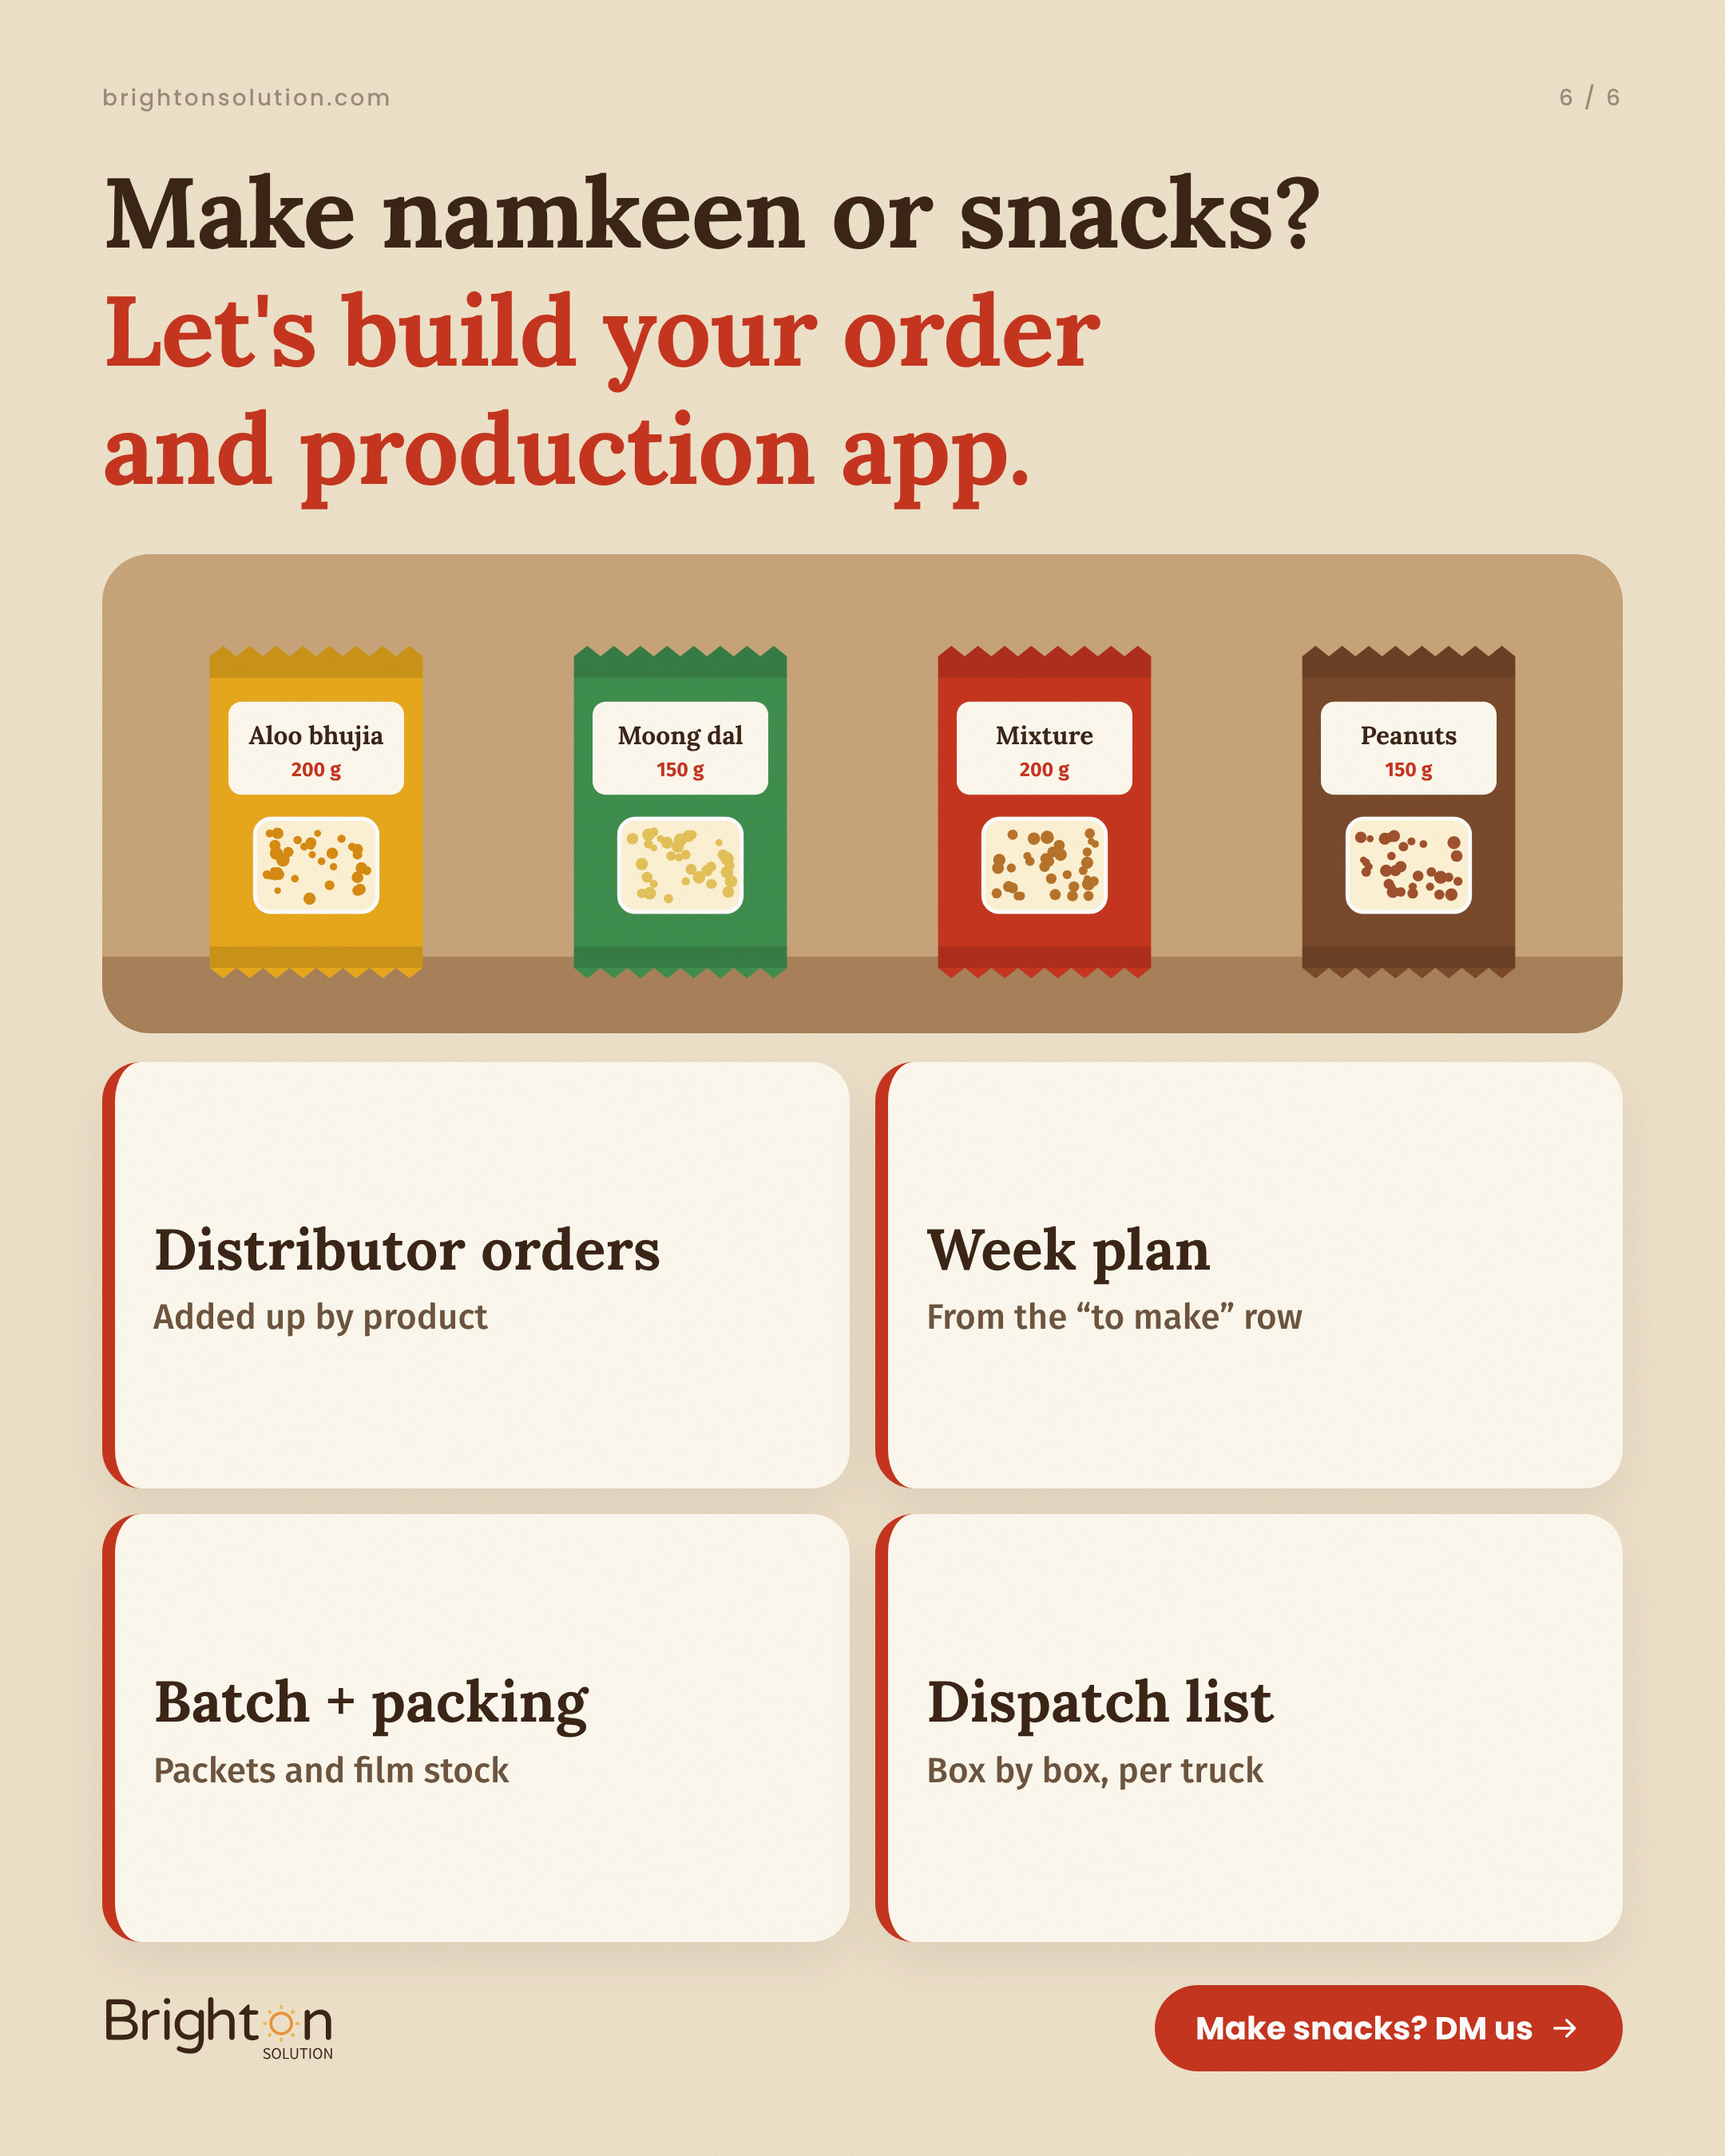 brightonsolution.com
6 / 6
Make namkeen or snacks?
Let's build your order
and production app.
Aloo bhujia
200 g
Moong dal
150 g
Mixture
200 g
Peanuts
150 g
Distributor orders
Added up by product
Week plan
From the “to make” row
Batch + packing
Packets and film stock
Dispatch list
Box by box, per truck
Brighton
SOLUTION
Make snacks? DM us →